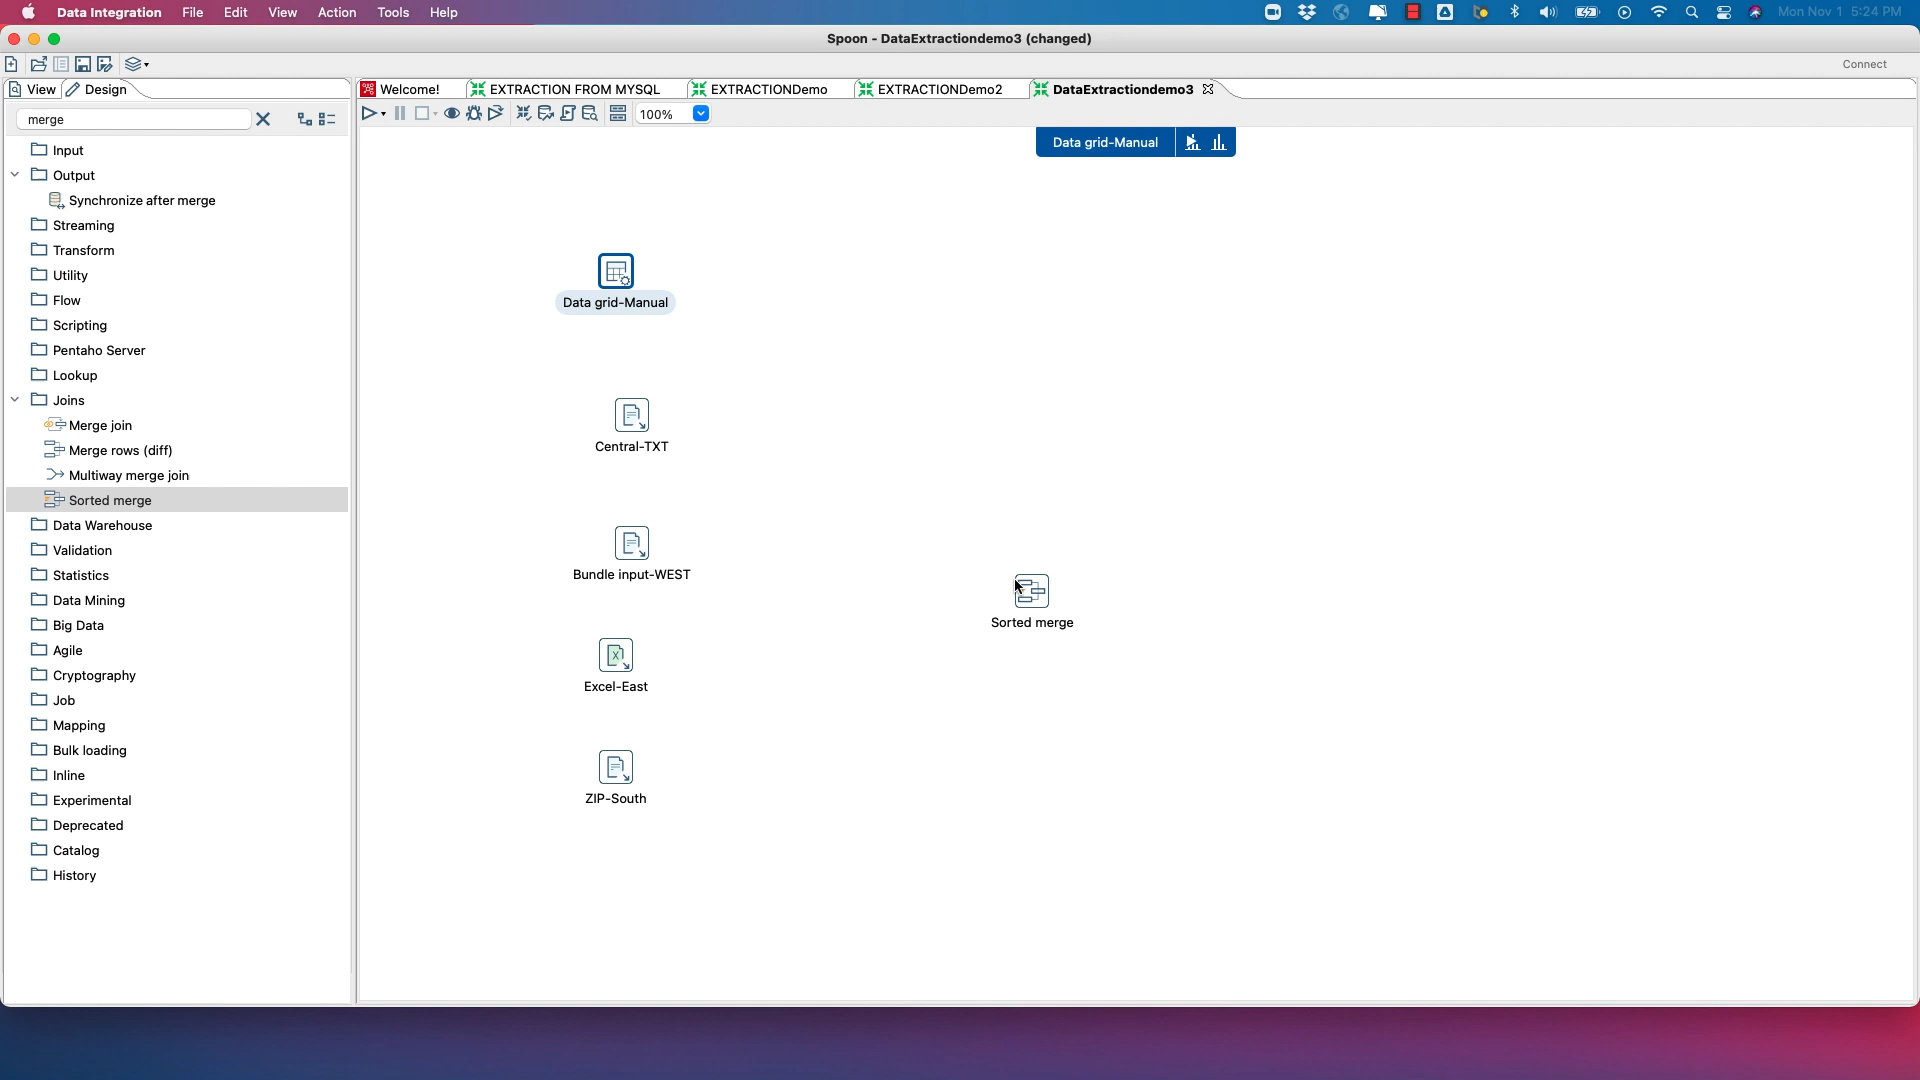 Data Integration File Edit View Action Tools Help Mon Nov 1 5:24 PM
Spoon - DataExtractiondemo3 (changed)
Connect
View Design
Welcome! EXTRACTION FROM MYSQL EXTRACTIONDemo EXTRACTIONDemo2 DataExtractiondemo3
merge
100%
Data grid-Manual
Input
Output
Synchronize after merge
Streaming
Transform
Utility
Flow
Scripting
Pentaho Server
Lookup
Joins
Merge join
Merge rows (diff)
Multiway merge join
Sorted merge
Data Warehouse
Validation
Statistics
Data Mining
Big Data
Agile
Cryptography
Job
Mapping
Bulk loading
Inline
Experimental
Deprecated
Catalog
History
Data grid-Manual
Central-TXT
Bundle input-WEST
Sorted merge
Excel-East
ZIP-South